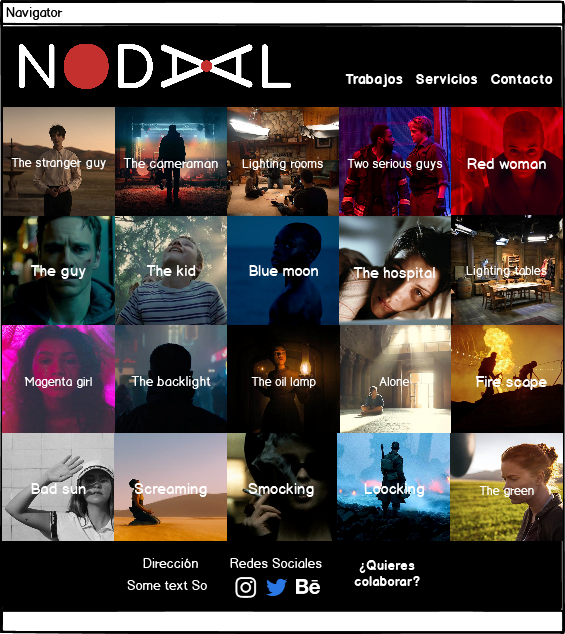 Navigator
NODAL
Trabajos Servicios Contacto
The stranger guy
The cameraman
Lighting rooms
Two serious guys
Red woman
The guy
The kid
Blue moon
The hospital
Lighting tables
Magenta girl
The backlight
The oil lamp
Alone
Fire scape
Bad sun
Screaming
Smocking
Loocking
The green
Dirección
Some text So
Redes Sociales
Bē
¿Quieres
colaborar?